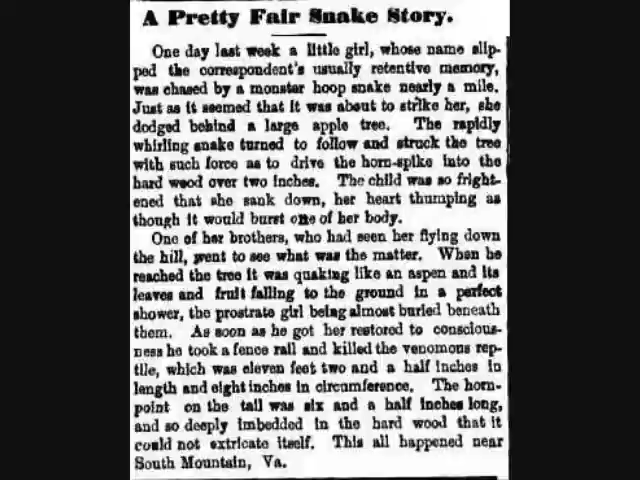 A Pretty Fair Snake Story.
One day last week a little girl, whose name slip-
ped the correspondent's usually retentive memory,
was chased by a monster hoop snake nearly a mile.
Just as it seemed that it was about to strike her, she
dodged behind a large apple tree. The rapidly
whirling snake turned to follow and struck the tree
with such force as to drive the horn-spike into the
hard wood over two inches. The child was so fright-
ened that she sank down, her heart thumping as
though it would burst one of her body.
One of her brothers, who had seen her flying down
the hill, went to see what was the matter. When he
reached the tree it was quaking like an aspen and its
leaves and fruit falling to the ground in a perfect
shower, the prostrate girl being almost buried beneath
them. As soon as he got her restored to conscious-
ness he took a fence rail and killed the venomous rep-
tile, which was eleven feet two and a half inches in
length and eight inches in circumference. The horn-
point on the tail was six and a half inches long,
and so deeply imbedded in the hard wood that it
could not extricate itself. This all happened near
South Mountain, Va.